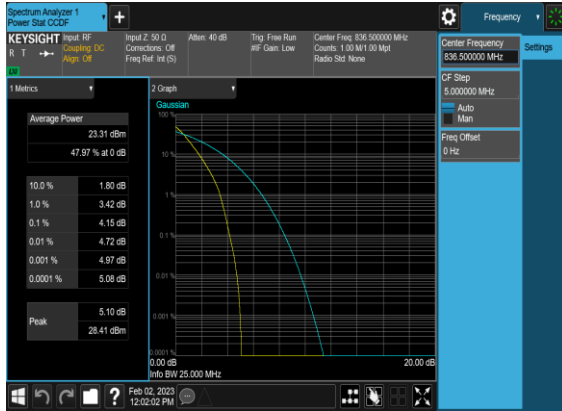 Spectrum Analyzer 1
Power Stat CCDF
+
Frequency
KEYSIGHT
R T
LU
Input: RF
Coupling: DC
Align: Off
Input Z: 50 Ω
Corrections: Off
Freq Ref: Int (S)
Atten: 40 dB
Trig: Free Run
#IF Gain: Low
Center Freq: 836.500000 MHz
Counts: 1.00 M/1.00 Mpt
Radio Std: None
Center Frequency
836.500000 MHz
Settings
CF Step
5.000000 MHz
Auto
Man
Freq Offset
0 Hz
1 Metrics
Average Power
23.31 dBm
47.97 % at 0 dB
10.0 % 1.80 dB
1.0 % 3.42 dB
0.1 % 4.15 dB
0.01 % 4.72 dB
0.001 % 4.97 dB
0.0001 % 5.08 dB
Peak
5.10 dB
28.41 dBm
2 Graph
Gaussian
100 %
10 %
1 %
0.1 %
0.01 %
0.001 %
0.0001 %
0.00 dB
20.00 dB
Info BW 25.000 MHz
?
Feb 02, 2023
12:02:02 PM